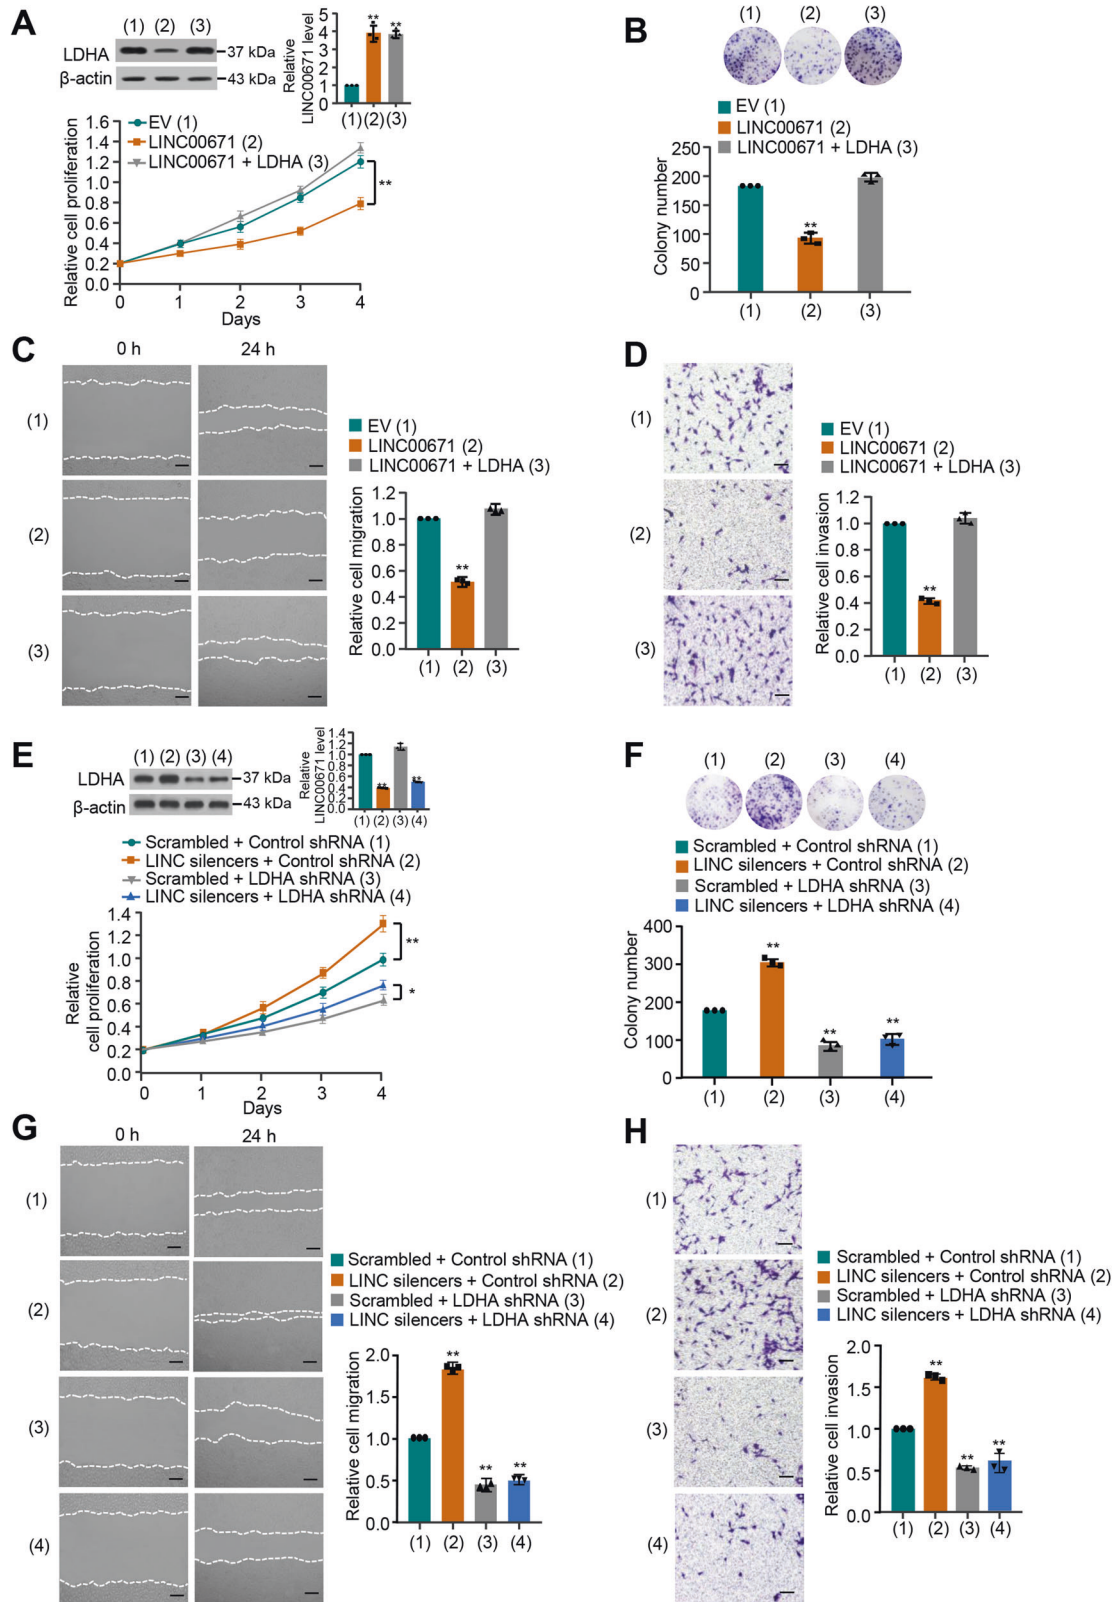 A
(1) (2) (3)
LDHA
37 kDa
β-actin
43 kDa
Relative
LINC00671 level
5
4
3
2
1
0
**
**
(1) (2) (3)
EV (1)
LINC00671 (2)
LINC00671 + LDHA (3)
Relative cell proliferation
1.6
1.4
1.2
1.0
0.8
0.6
0.4
0.2
0.0
**
0 1 2 3 4
Days
B
(1) (2) (3)
EV (1)
LINC00671 (2)
LINC00671 + LDHA (3)
Colony number
250
200
150
100
50
0
**
(1) (2) (3)
C
0 h 24 h
(1)
(2)
(3)
EV (1)
LINC00671 (2)
LINC00671 + LDHA (3)
Relative cell migration
1.2
1.0
0.8
0.6
0.4
0.2
0.0
**
(1) (2) (3)
D
(1)
(2)
(3)
EV (1)
LINC00671 (2)
LINC00671 + LDHA (3)
Relative cell invasion
1.2
1.0
0.8
0.6
0.4
0.2
0.0
**
(1) (2) (3)
E
(1) (2) (3) (4)
LDHA
37 kDa
β-actin
43 kDa
Relative
LINC00671 level
1.4
1.2
1.0
0.8
0.6
0.4
0.2
0.0
**
**
(1) (2) (3) (4)
Scrambled + Control shRNA (1)
LINC silencers + Control shRNA (2)
Scrambled + LDHA shRNA (3)
LINC silencers + LDHA shRNA (4)
Relative
cell proliferation
1.4
1.2
1.0
0.8
0.6
0.4
0.2
0.0
**
*
0 1 2 3 4
Days
F
(1) (2) (3) (4)
Scrambled + Control shRNA (1)
LINC silencers + Control shRNA (2)
Scrambled + LDHA shRNA (3)
LINC silencers + LDHA shRNA (4)
Colony number
400
300
200
100
0
**
**
**
(1) (2) (3) (4)
G
0 h 24 h
(1)
(2)
(3)
(4)
Scrambled + Control shRNA (1)
LINC silencers + Control shRNA (2)
Scrambled + LDHA shRNA (3)
LINC silencers + LDHA shRNA (4)
Relative cell migration
2.0
1.5
1.0
0.5
0.0
**
**
**
(1) (2) (3) (4)
H
(1)
(2)
(3)
(4)
Scrambled + Control shRNA (1)
LINC silencers + Control shRNA (2)
Scrambled + LDHA shRNA (3)
LINC silencers + LDHA shRNA (4)
Relative cell invasion
2.0
1.5
1.0
0.5
0.0
**
**
**
(1) (2) (3) (4)